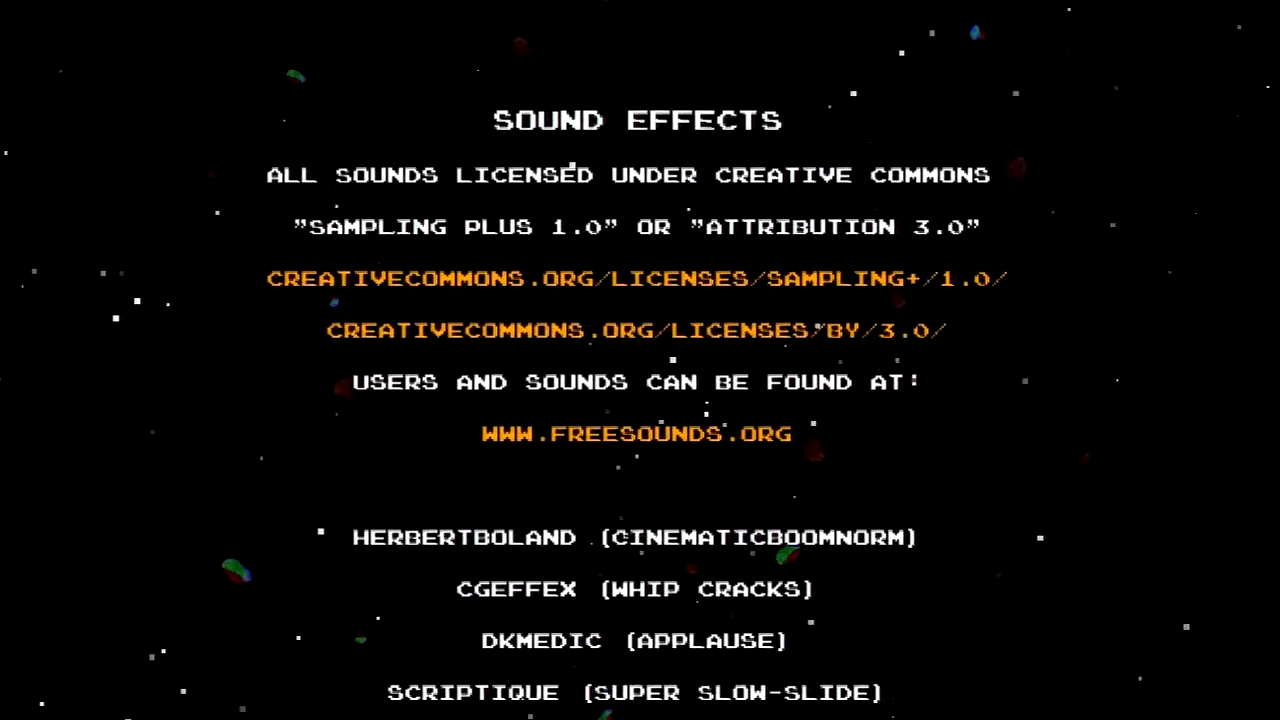 SOUND EFFECTS
ALL SOUNDS LICENSED UNDER CREATIVE COMMONS
"SAMPLING PLUS 1.0" OR "ATTRIBUTION 3.0"
CREATIVECOMMONS.ORG/LICENSES/SAMPLING+/1.0/
CREATIVECOMMONS.ORG/LICENSES/BY/3.0/
USERS AND SOUNDS CAN BE FOUND AT:
WWW.FREESOUNDS.ORG
HERBERTBOLAND (CINEMATICBOOMNORM)
CGEFFEX (WHIP CRACKS)
DKMEDIC (APPLAUSE)
SCRIPTIQUE (SUPER SLOW-SLIDE)